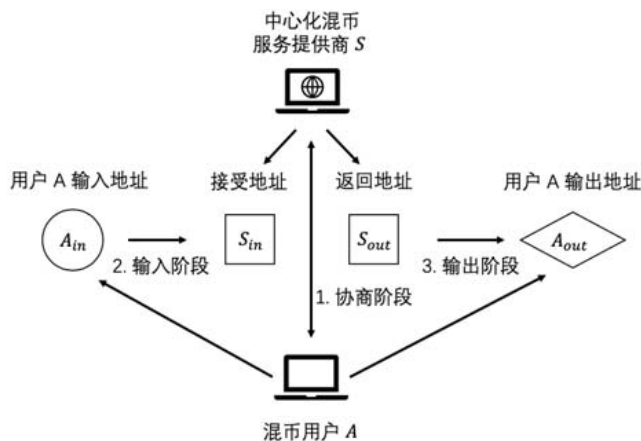 中心化混币
服务提供商 S
用户 A 输入地址
接受地址
返回地址
用户 A 输出地址
A_in
S_in
S_out
A_out
2. 输入阶段
3. 输出阶段
1. 协商阶段
混币用户 A